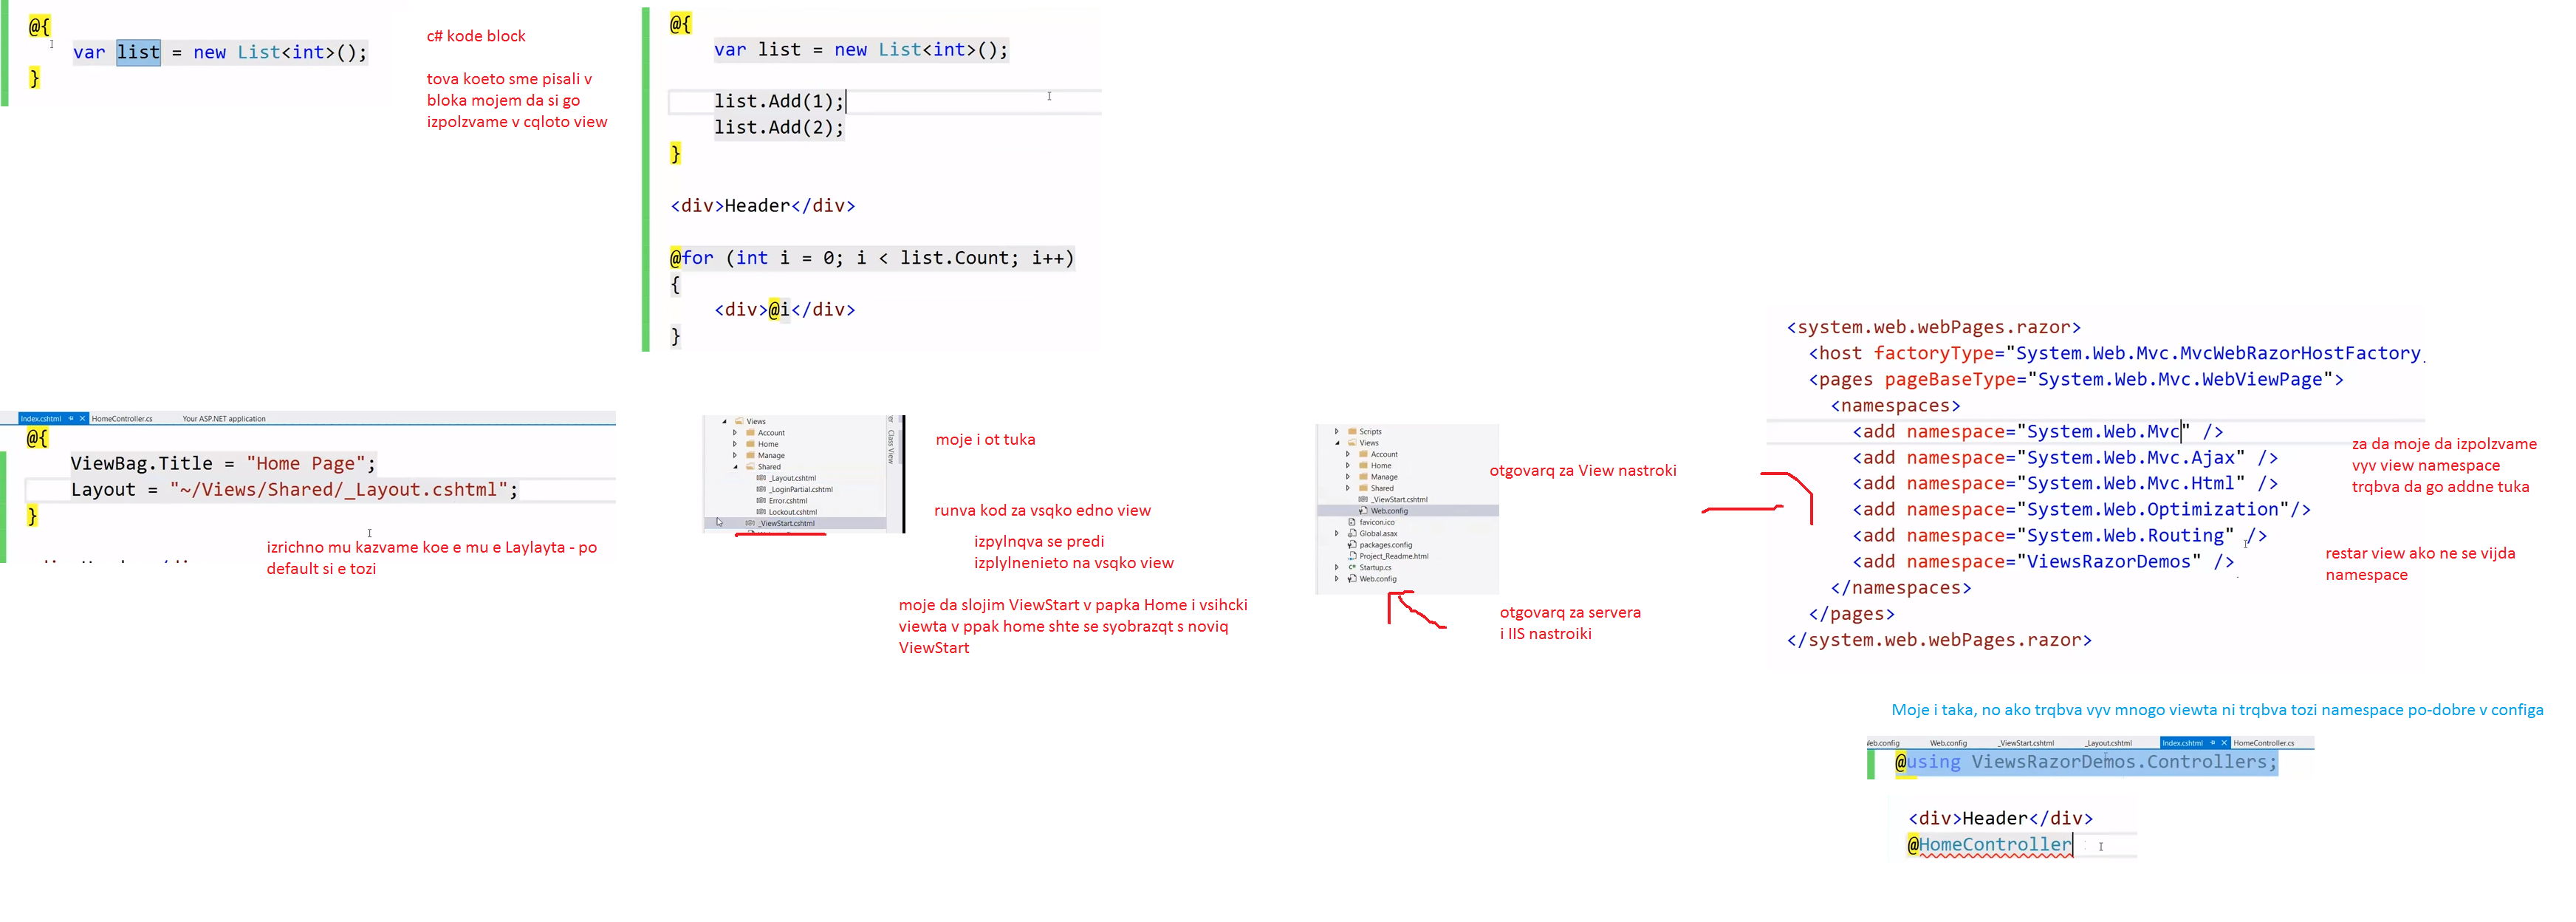 @{
var list = new List<int>();
}
c# kode block
tova koeto sme pisali v
bloka mojem da si go
izpolzvame v cqloto view
@{
var list = new List<int>();
list.Add(1);
list.Add(2);
}
<div>Header</div>
@for (int i = 0; i < list.Count; i++)
{
<div>@i</div>
}
Index.cshtml HomeController.cs Your ASP.NET application
@{
ViewBag.Title = "Home Page";
Layout = "~/Views/Shared/_Layout.cshtml";
}
izrichno mu kazvame koe e mu e Laylayta - po
default si e tozi
Views
Account
Home
Manage
Shared
_Layout.cshtml
_LoginPartial.cshtml
Error.cshtml
Lockout.cshtml
_ViewStart.cshtml
Class View
moje i ot tuka
runva kod za vsqko edno view
izpylnqva se predi
izplylnenieto na vsqko view
moje da slojim ViewStart v papka Home i vsihcki
viewta v ppak home shte se syobrazqt s noviq
ViewStart
Scripts
Views
Account
Home
Manage
Shared
_ViewStart.cshtml
Web.config
favicon.ico
Global.asax
packages.config
Project_Readme.html
Startup.cs
Web.config
otgovarq za View nastroki
otgovarq za servera
i IIS nastroiki
<system.web.webPages.razor>
<host factoryType="System.Web.Mvc.MvcWebRazorHostFactory,
<pages pageBaseType="System.Web.Mvc.WebViewPage">
<namespaces>
<add namespace="System.Web.Mvc" />
<add namespace="System.Web.Mvc.Ajax" />
<add namespace="System.Web.Mvc.Html" />
<add namespace="System.Web.Optimization"/>
<add namespace="System.Web.Routing" />
<add namespace="ViewsRazorDemos" />
</namespaces>
</pages>
</system.web.webPages.razor>
za da moje da izpolzvame
vyv view namespace
trqbva da go addne tuka
restar view ako ne se vijda
namespace
Moje i taka, no ako trqbva vyv mnogo viewta ni trqbva tozi namespace po-dobre v configa
Web.config Web.config _ViewStart.cshtml _Layout.cshtml Index.cshtml HomeController.cs
@using ViewsRazorDemos.Controllers;
<div>Header</div>
@HomeController